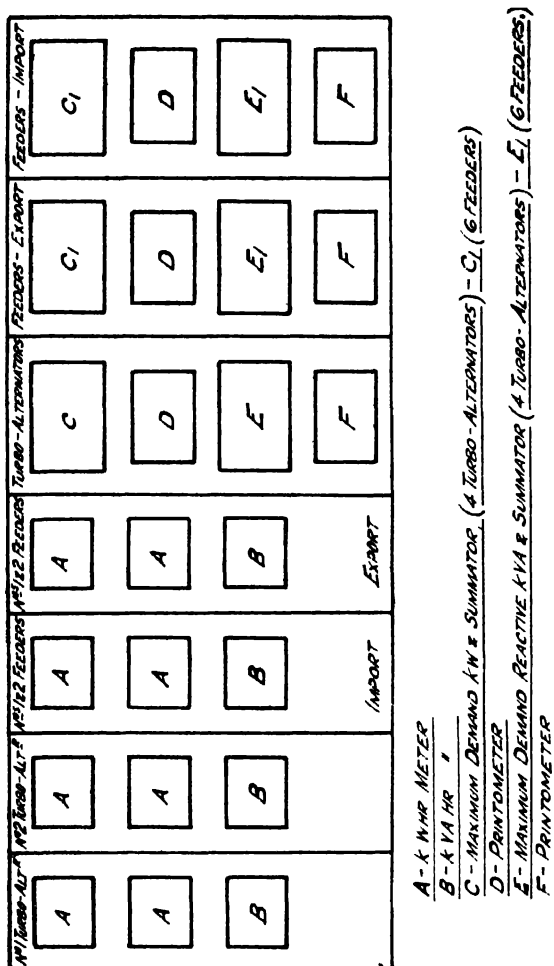 Nº1 TURBO-ALTR
A
A
B
Nº2 TURBO-ALTR
A
A
B
NOS 1 & 2 FEEDERS
A
A
B
IMPORT
NOS 1 & 2 FEEDERS
A
A
B
EXPORT
TURBO-ALTERNATORS
C
D
E
F
FEEDERS - EXPORT
C1
D
E1
F
FEEDERS - IMPORT
C1
D
E1
F
A - K WHR METER
B - K VA HR "
C - MAXIMUM DEMAND KW & SUMMATOR, (4 TURBO-ALTERNATORS) - C1 (6 FEEDERS)
D - PRINTOMETER
E - MAXIMUM DEMAND REACTIVE KVA & SUMMATOR (4 TURBO-ALTERNATORS) - E1 (6 FEEDERS.)
F - PRINTOMETER